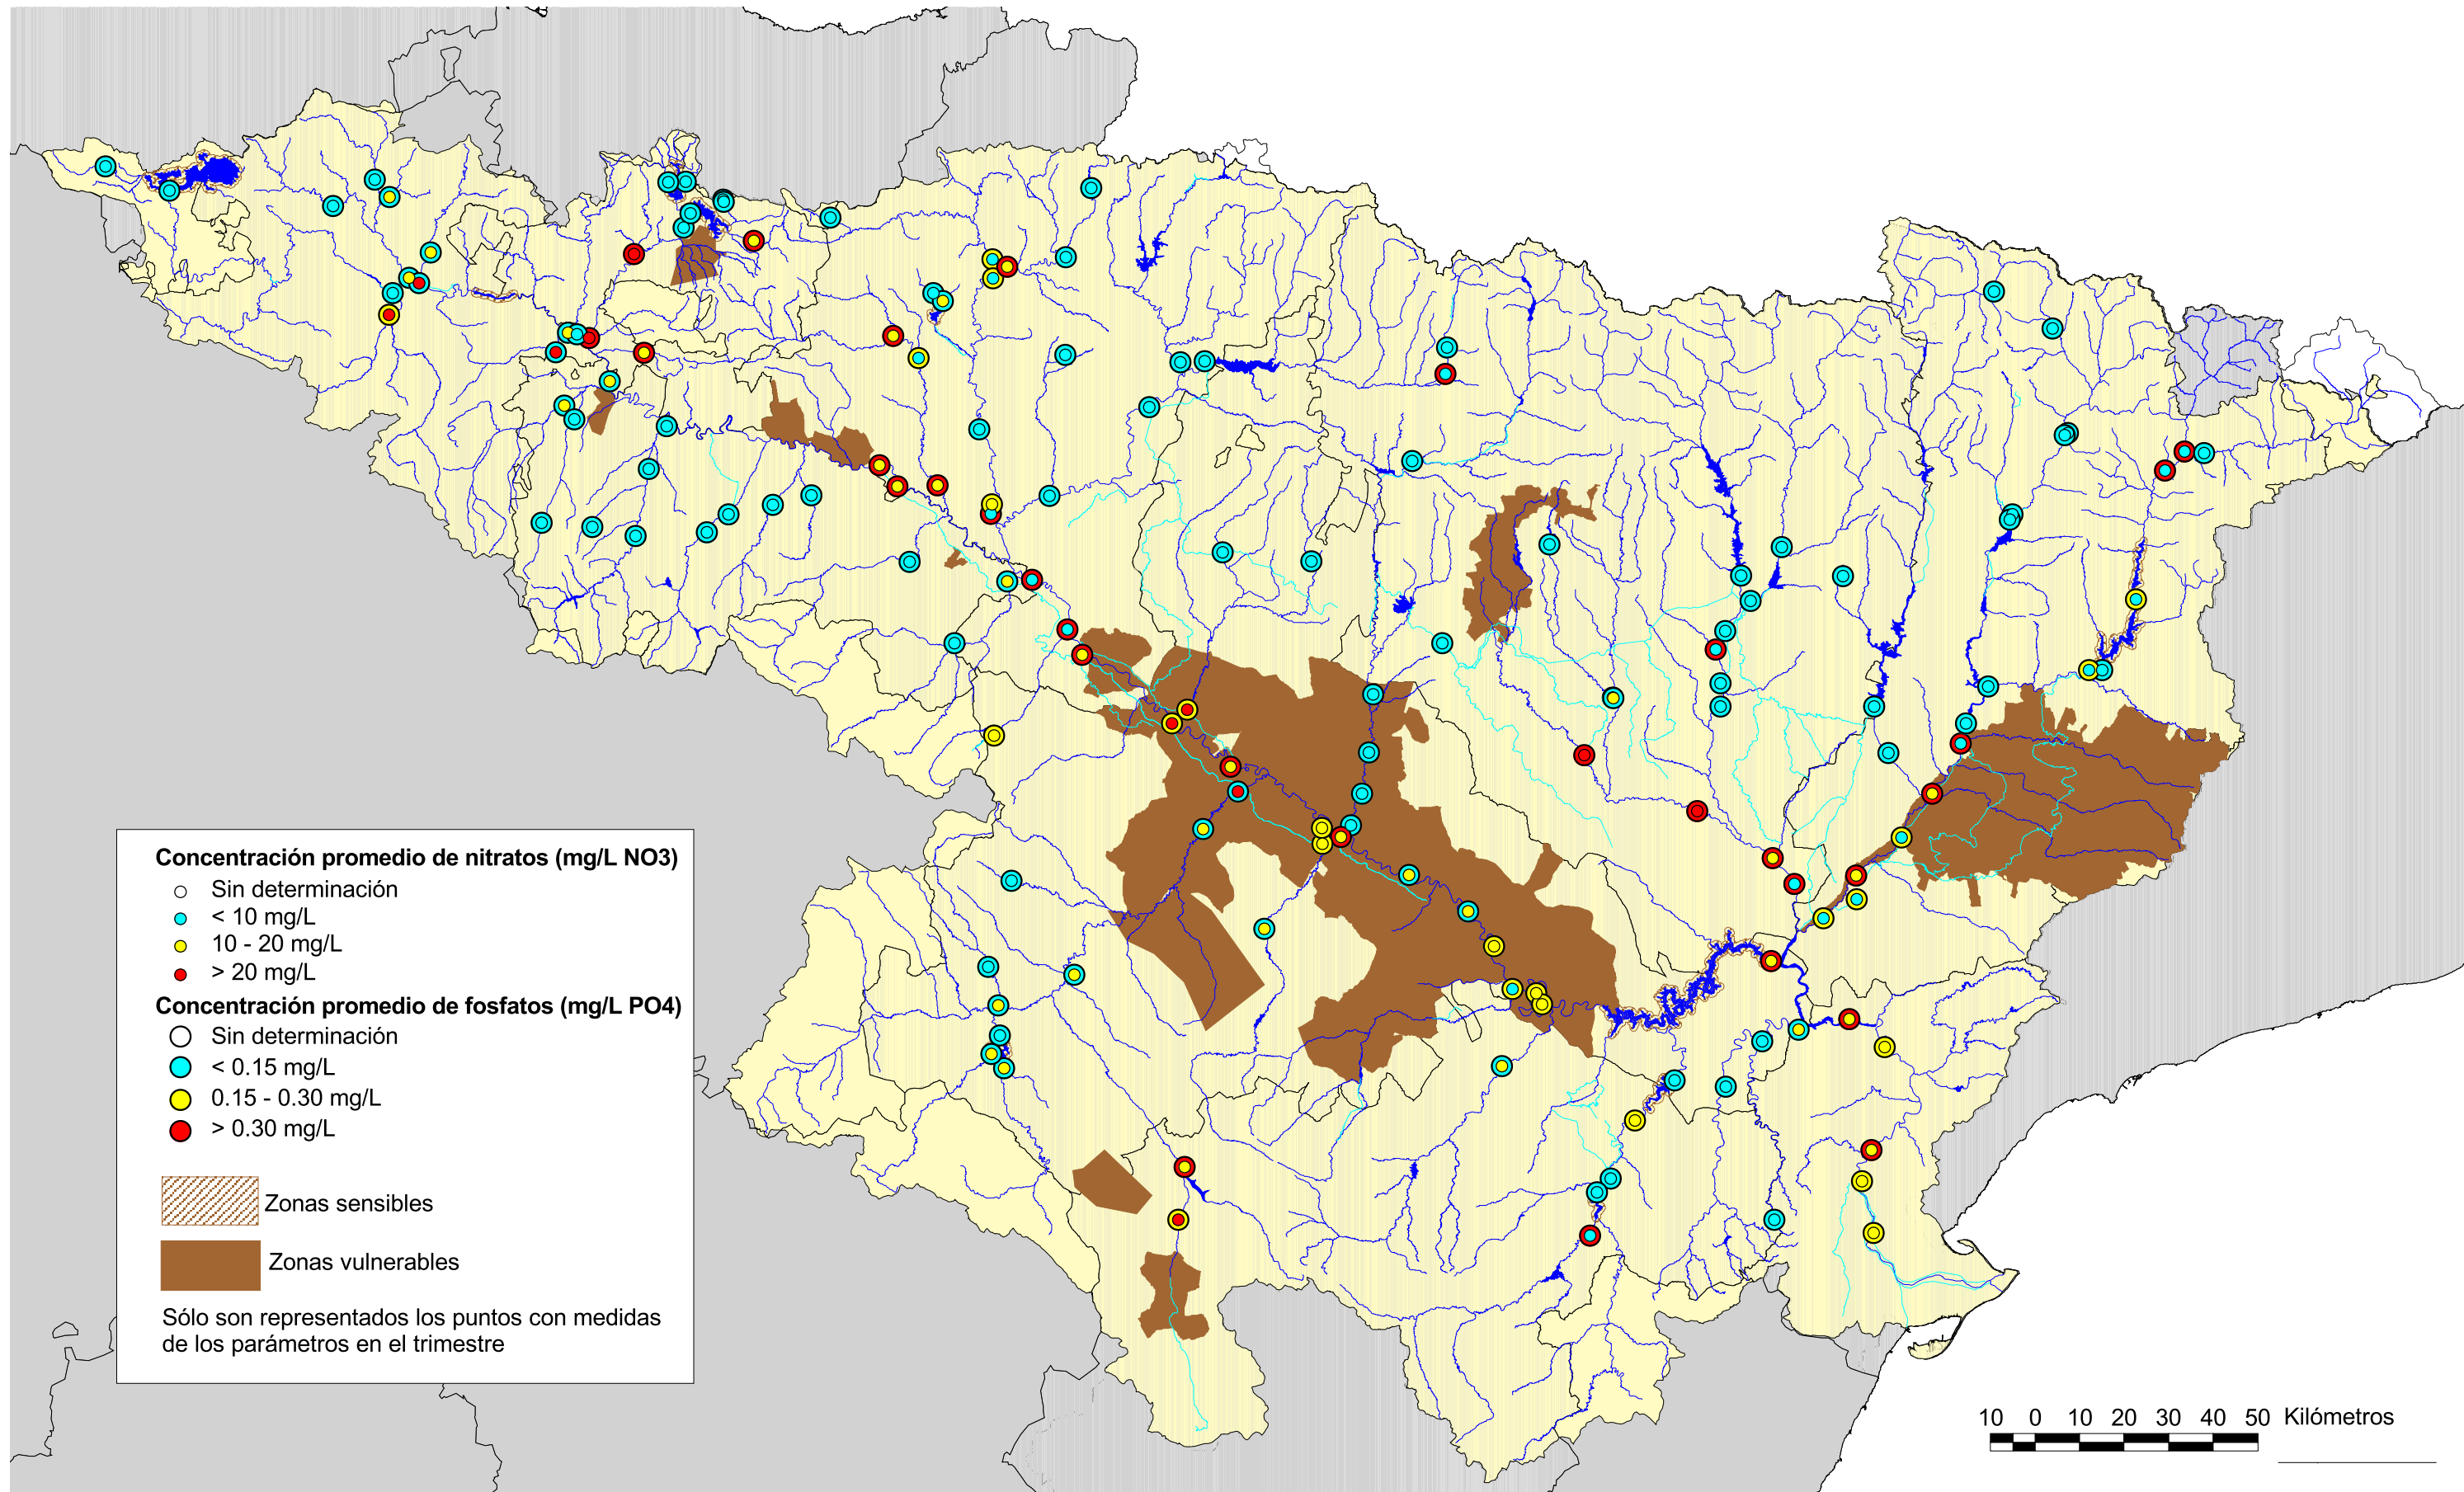 Concentración promedio de nitratos (mg/L NO3)
Sin determinación
< 10 mg/L
10 - 20 mg/L
> 20 mg/L
Concentración promedio de fosfatos (mg/L PO4)
Sin determinación
< 0.15 mg/L
0.15 - 0.30 mg/L
> 0.30 mg/L
Zonas sensibles
Zonas vulnerables
Sólo son representados los puntos con medidas
de los parámetros en el trimestre
10 0 10 20 30 40 50 Kilómetros